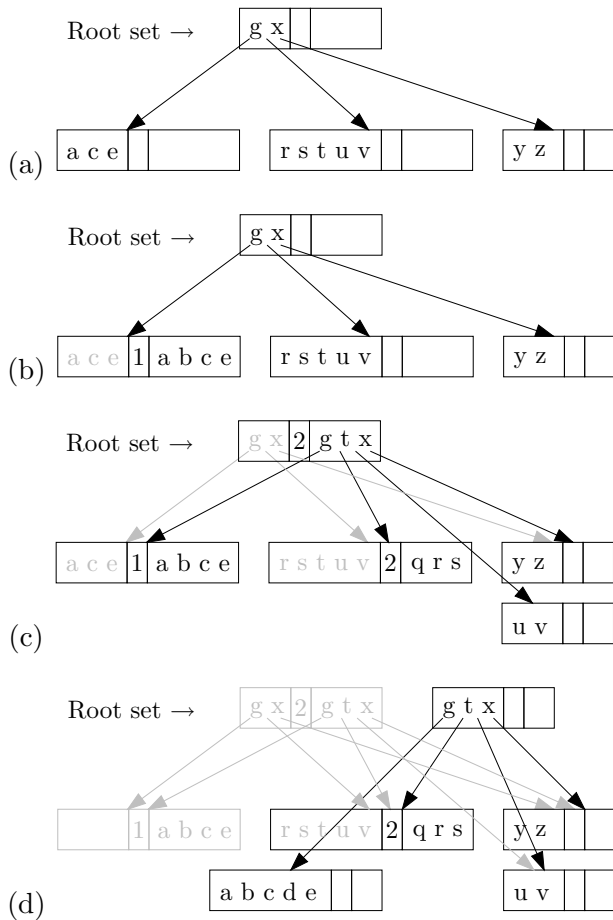 Root set → g x
(a) a c e r s t u v y z
Root set → g x
(b) a c e 1 a b c e r s t u v y z
Root set → g x 2 g t x
a c e 1 a b c e r s t u v 2 q r s y z
(c) u v
Root set → g x 2 g t x g t x
1 a b c e r s t u v 2 q r s y z
(d) a b c d e u v